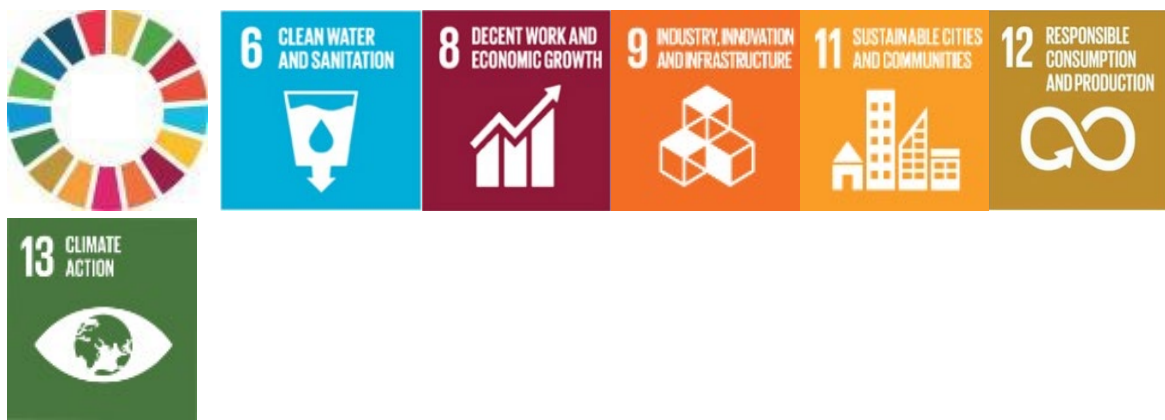 6 CLEAN WATER
AND SANITATION
8 DECENT WORK AND
ECONOMIC GROWTH
9 INDUSTRY, INNOVATION
AND INFRASTRUCTURE
11 SUSTAINABLE CITIES
AND COMMUNITIES
12 RESPONSIBLE
CONSUMPTION
AND PRODUCTION
13 CLIMATE
ACTION